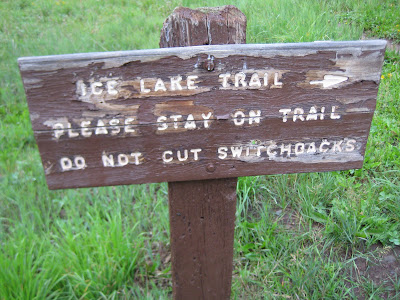 ICE LAKE TRAIL →
PLEASE STAY ON TRAIL
DO NOT CUT SWITCHBACKS